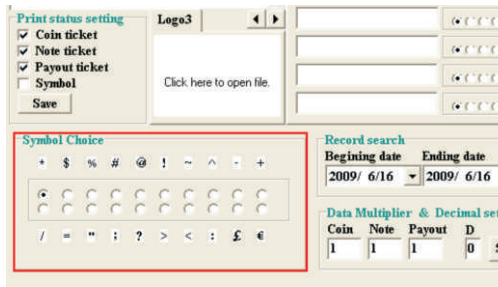 Print status setting
Coin ticket
Note ticket
Payout ticket
Symbol
Save
Logo3
Click here to open file.
Symbol Choice
* $ % # @ ! ~ ^ - +
/ = " ; ? > < : £ €
Record search
Begining date Ending date
2009/ 6/16 2009/ 6/16
Data Multiplier & Decimal se
Coin Note Payout D
1 1 1 0 S